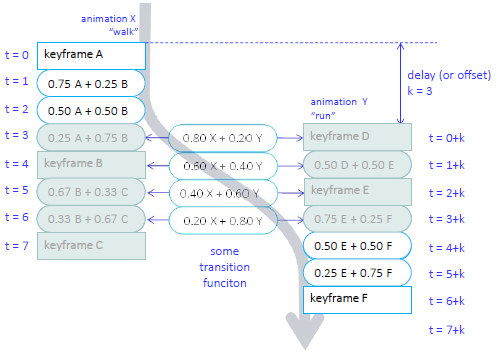 animation X
"walk"
t = 0
keyframe A
t = 1
0.75 A + 0.25 B
t = 2
0.50 A + 0.50 B
t = 3
0.25 A + 0.75 B
t = 4
keyframe B
t = 5
0.67 B + 0.33 C
t = 6
0.33 B + 0.67 C
t = 7
keyframe C
0.80 X + 0.20 Y
0.60 X + 0.40 Y
0.40 X + 0.60 Y
0.20 X + 0.80 Y
some
transition
funciton
delay (or offset)
k = 3
animation Y
"run"
keyframe D
t = 0+k
0.50 D + 0.50 E
t = 1+k
keyframe E
t = 2+k
0.75 E + 0.25 F
t = 3+k
0.50 E + 0.50 F
t = 4+k
0.25 E + 0.75 F
t = 5+k
keyframe F
t = 6+k
t = 7+k